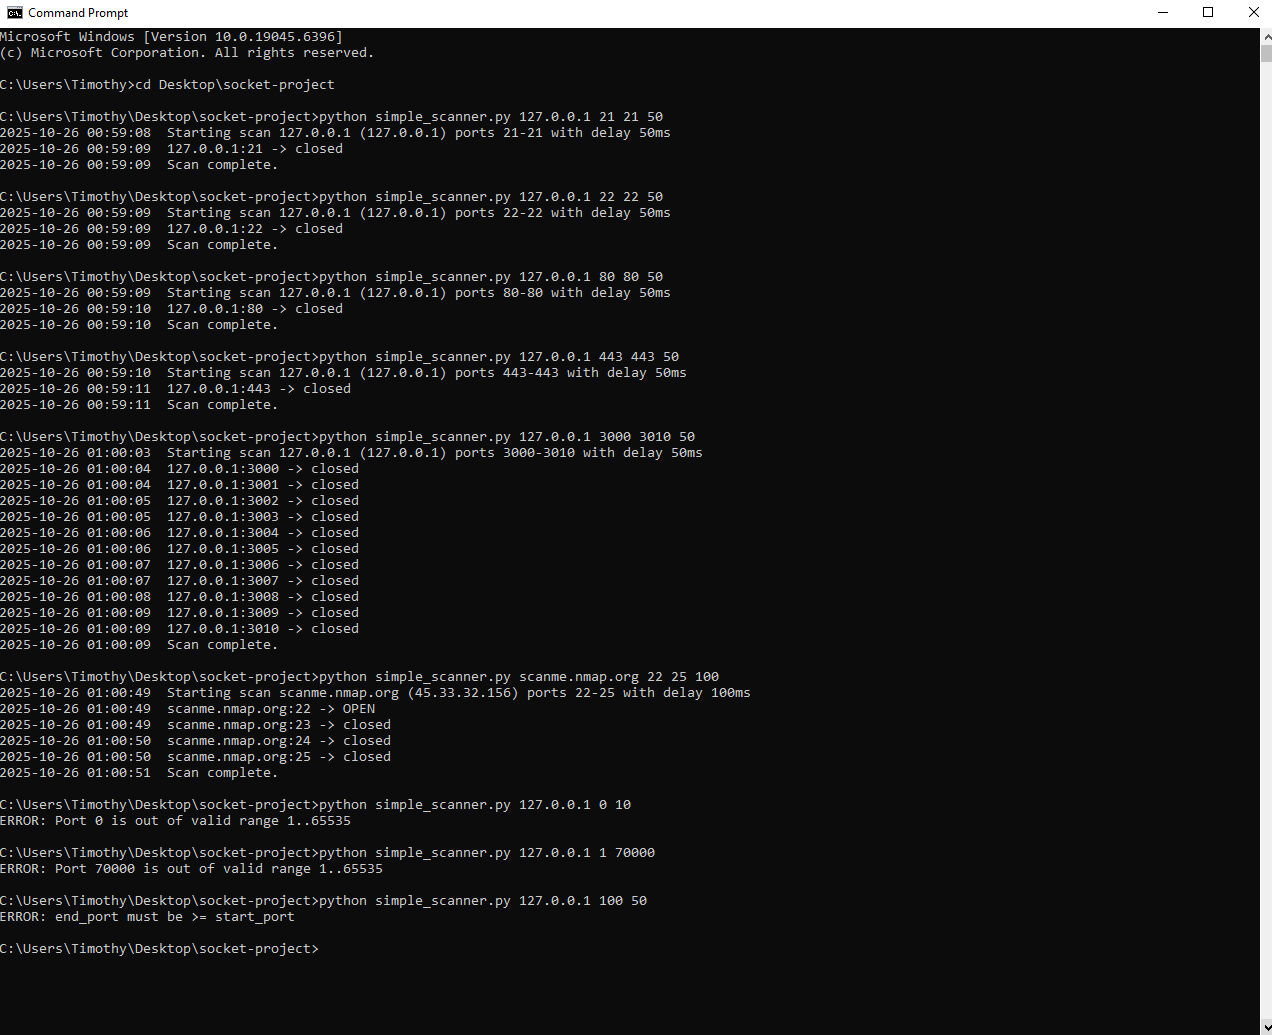 Command Prompt
Microsoft Windows [Version 10.0.19045.6396]
(c) Microsoft Corporation. All rights reserved.
C:\Users\Timothy>cd Desktop\socket-project
C:\Users\Timothy\Desktop\socket-project>python simple_scanner.py 127.0.0.1 21 21 50
2025-10-26 00:59:08  Starting scan 127.0.0.1 (127.0.0.1) ports 21-21 with delay 50ms
2025-10-26 00:59:09  127.0.0.1:21 -> closed
2025-10-26 00:59:09  Scan complete.
C:\Users\Timothy\Desktop\socket-project>python simple_scanner.py 127.0.0.1 22 22 50
2025-10-26 00:59:09  Starting scan 127.0.0.1 (127.0.0.1) ports 22-22 with delay 50ms
2025-10-26 00:59:09  127.0.0.1:22 -> closed
2025-10-26 00:59:09  Scan complete.
C:\Users\Timothy\Desktop\socket-project>python simple_scanner.py 127.0.0.1 80 80 50
2025-10-26 00:59:09  Starting scan 127.0.0.1 (127.0.0.1) ports 80-80 with delay 50ms
2025-10-26 00:59:10  127.0.0.1:80 -> closed
2025-10-26 00:59:10  Scan complete.
C:\Users\Timothy\Desktop\socket-project>python simple_scanner.py 127.0.0.1 443 443 50
2025-10-26 00:59:10  Starting scan 127.0.0.1 (127.0.0.1) ports 443-443 with delay 50ms
2025-10-26 00:59:11  127.0.0.1:443 -> closed
2025-10-26 00:59:11  Scan complete.
C:\Users\Timothy\Desktop\socket-project>python simple_scanner.py 127.0.0.1 3000 3010 50
2025-10-26 01:00:03  Starting scan 127.0.0.1 (127.0.0.1) ports 3000-3010 with delay 50ms
2025-10-26 01:00:04  127.0.0.1:3000 -> closed
2025-10-26 01:00:04  127.0.0.1:3001 -> closed
2025-10-26 01:00:05  127.0.0.1:3002 -> closed
2025-10-26 01:00:05  127.0.0.1:3003 -> closed
2025-10-26 01:00:06  127.0.0.1:3004 -> closed
2025-10-26 01:00:06  127.0.0.1:3005 -> closed
2025-10-26 01:00:07  127.0.0.1:3006 -> closed
2025-10-26 01:00:07  127.0.0.1:3007 -> closed
2025-10-26 01:00:08  127.0.0.1:3008 -> closed
2025-10-26 01:00:09  127.0.0.1:3009 -> closed
2025-10-26 01:00:09  127.0.0.1:3010 -> closed
2025-10-26 01:00:09  Scan complete.
C:\Users\Timothy\Desktop\socket-project>python simple_scanner.py scanme.nmap.org 22 25 100
2025-10-26 01:00:49  Starting scan scanme.nmap.org (45.33.32.156) ports 22-25 with delay 100ms
2025-10-26 01:00:49  scanme.nmap.org:22 -> OPEN
2025-10-26 01:00:49  scanme.nmap.org:23 -> closed
2025-10-26 01:00:50  scanme.nmap.org:24 -> closed
2025-10-26 01:00:50  scanme.nmap.org:25 -> closed
2025-10-26 01:00:51  Scan complete.
C:\Users\Timothy\Desktop\socket-project>python simple_scanner.py 127.0.0.1 0 10
ERROR: Port 0 is out of valid range 1..65535
C:\Users\Timothy\Desktop\socket-project>python simple_scanner.py 127.0.0.1 1 70000
ERROR: Port 70000 is out of valid range 1..65535
C:\Users\Timothy\Desktop\socket-project>python simple_scanner.py 127.0.0.1 100 50
ERROR: end_port must be >= start_port
C:\Users\Timothy\Desktop\socket-project>